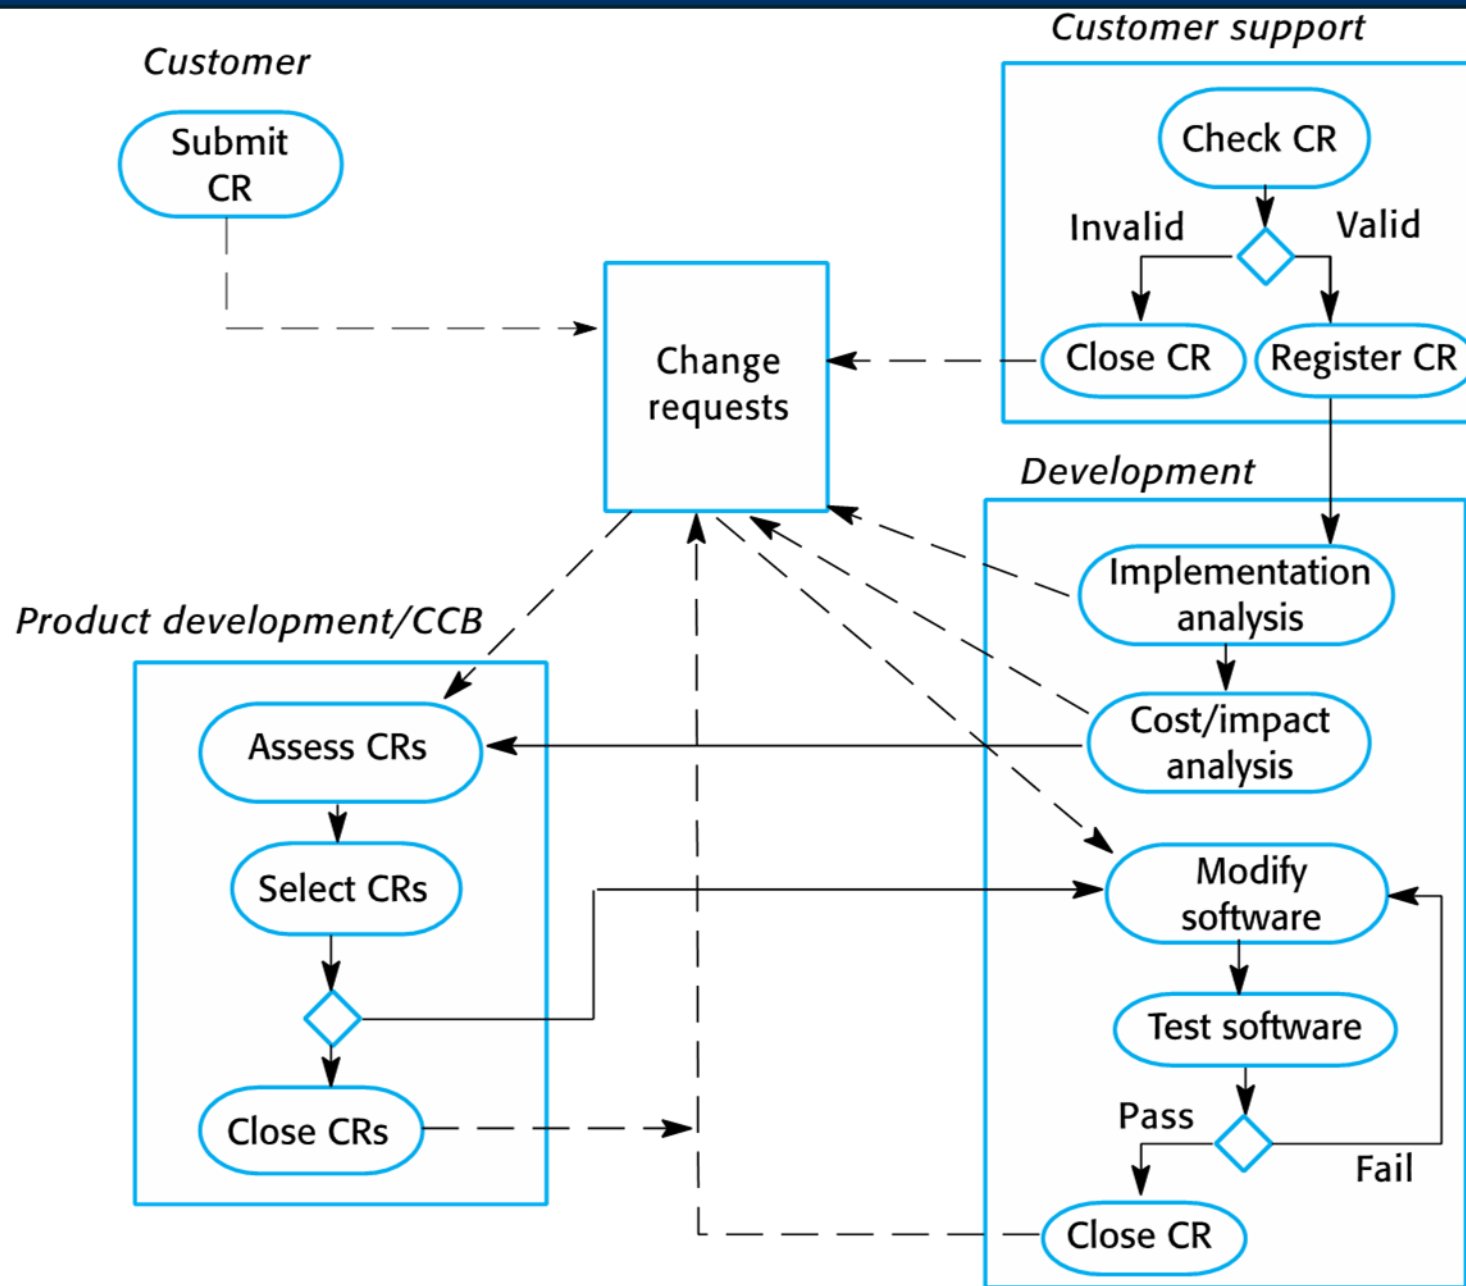 Customer
Submit
CR
Customer support
Check CR
Invalid
Valid
Close CR
Register CR
Change
requests
Development
Implementation
analysis
Cost/impact
analysis
Modify
software
Test software
Pass
Fail
Close CR
Product development/CCB
Assess CRs
Select CRs
Close CRs